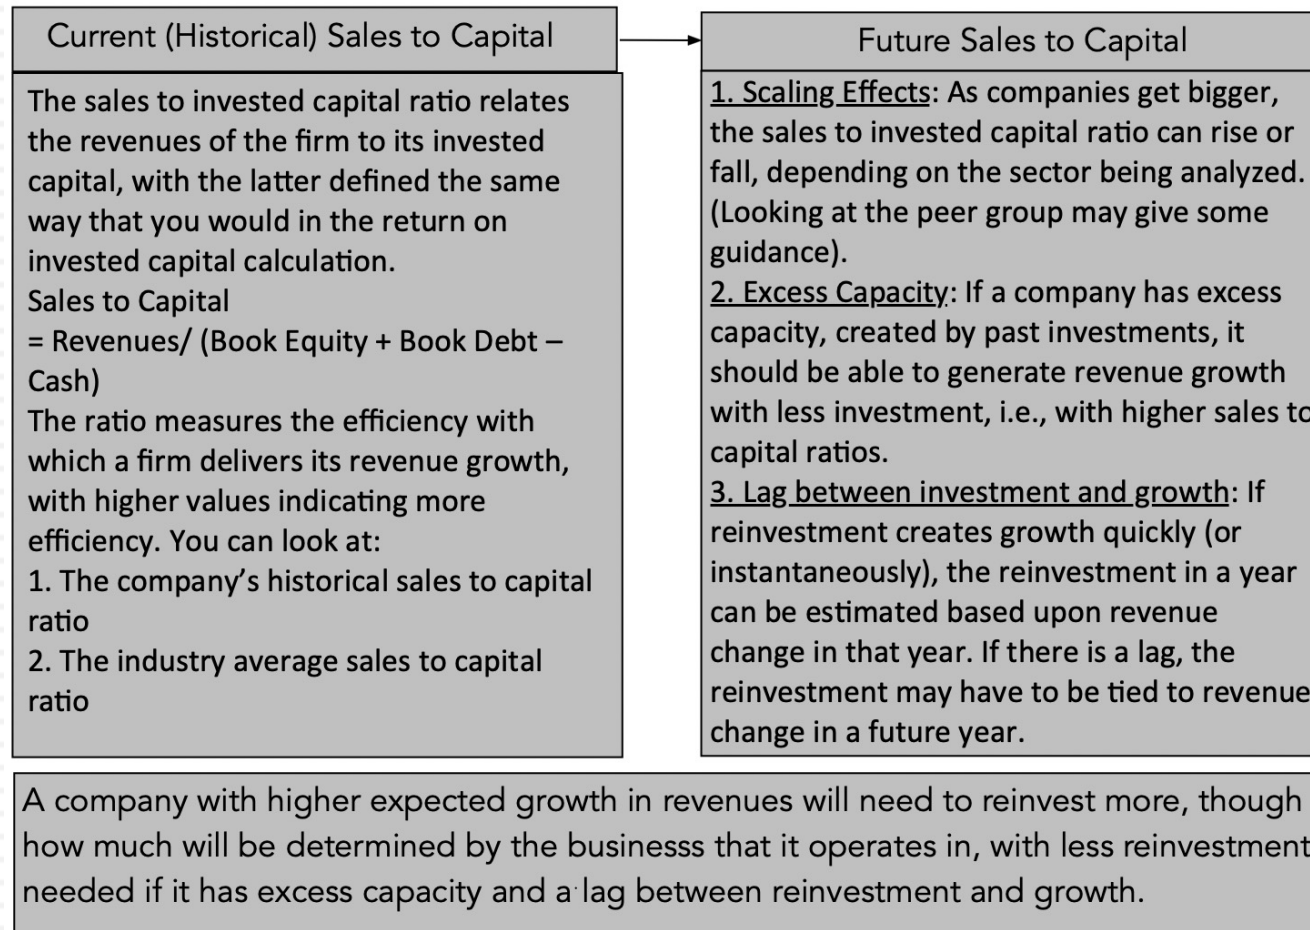 Current (Historical) Sales to Capital
The sales to invested capital ratio relates
the revenues of the firm to its invested
capital, with the latter defined the same
way that you would in the return on
invested capital calculation.
Sales to Capital
= Revenues/ (Book Equity + Book Debt –
Cash)
The ratio measures the efficiency with
which a firm delivers its revenue growth,
with higher values indicating more
efficiency. You can look at:
1. The company’s historical sales to capital
ratio
2. The industry average sales to capital
ratio
Future Sales to Capital
1. Scaling Effects: As companies get bigger,
the sales to invested capital ratio can rise or
fall, depending on the sector being analyzed.
(Looking at the peer group may give some
guidance).
2. Excess Capacity: If a company has excess
capacity, created by past investments, it
should be able to generate revenue growth
with less investment, i.e., with higher sales to
capital ratios.
3. Lag between investment and growth: If
reinvestment creates growth quickly (or
instantaneously), the reinvestment in a year
can be estimated based upon revenue
change in that year. If there is a lag, the
reinvestment may have to be tied to revenue
change in a future year.
A company with higher expected growth in revenues will need to reinvest more, though
how much will be determined by the businesss that it operates in, with less reinvestment
needed if it has excess capacity and a lag between reinvestment and growth.